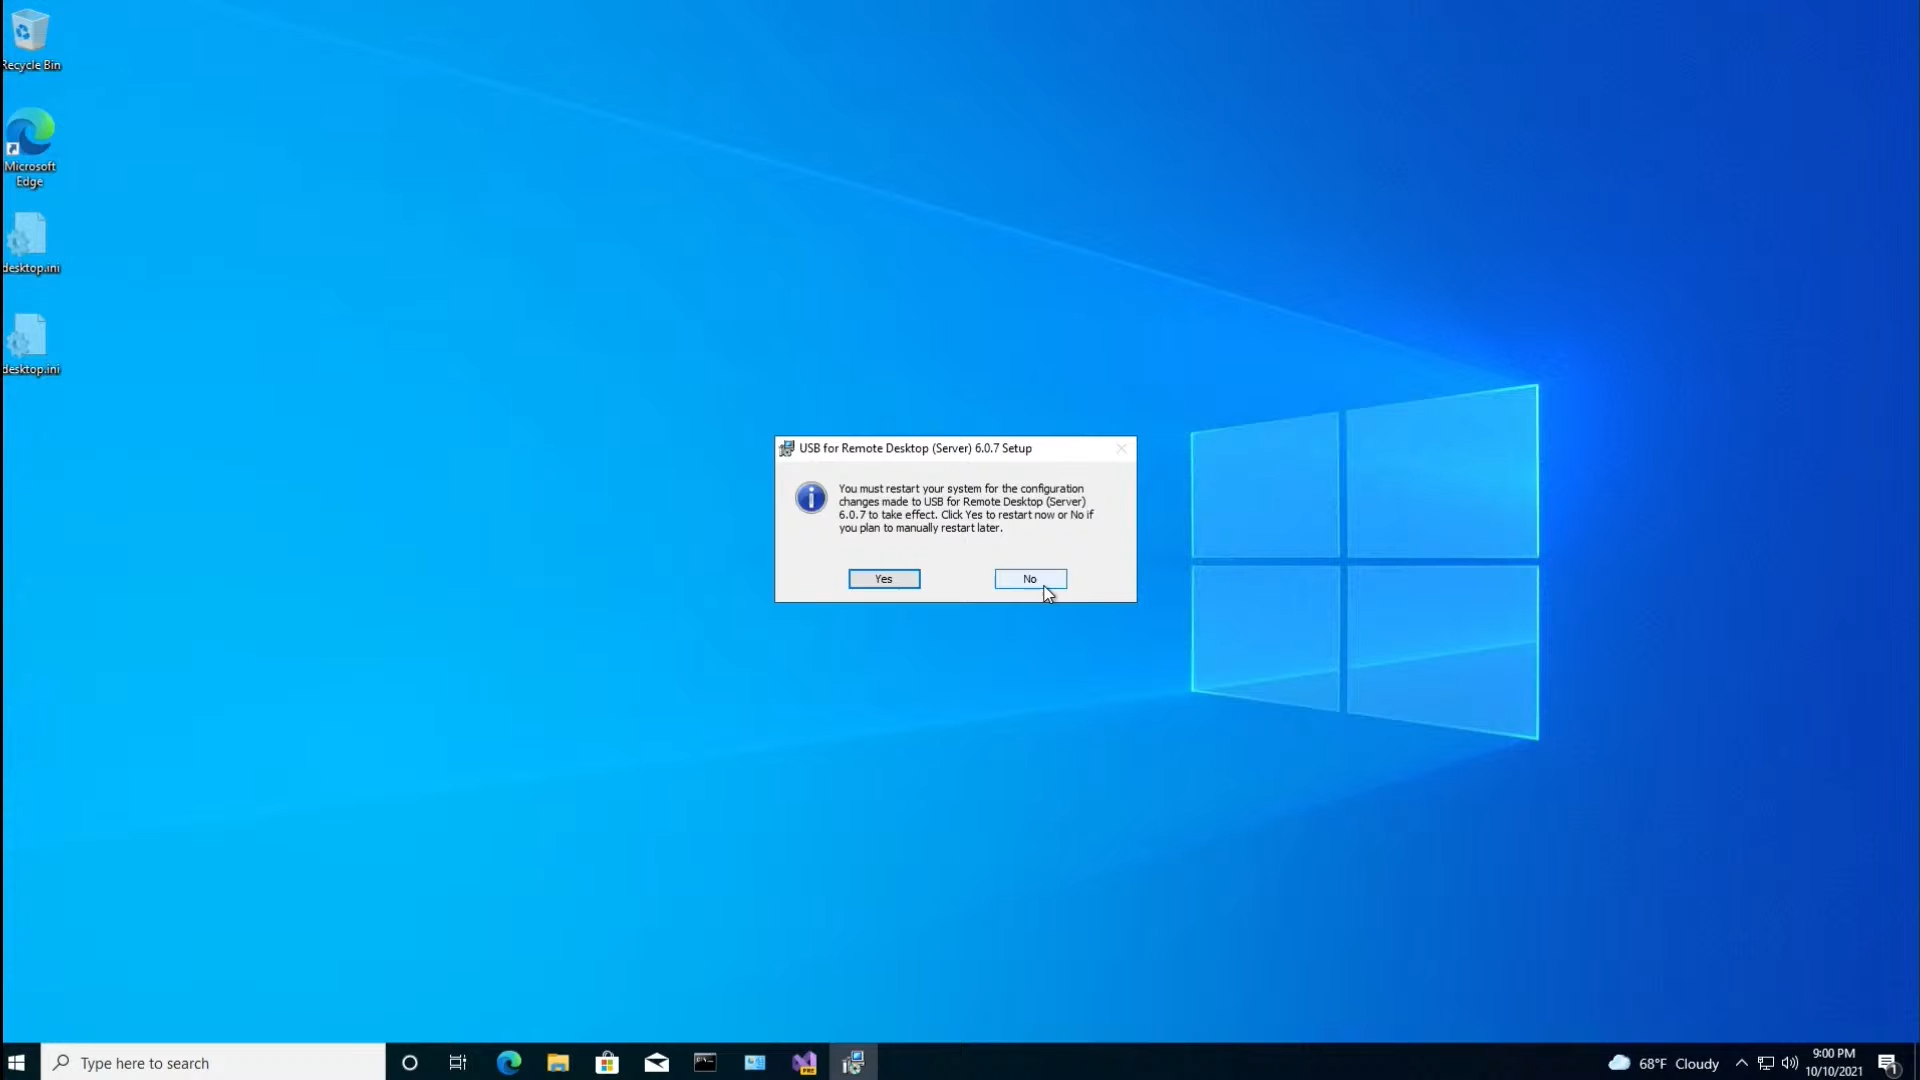 Recycle Bin
Microsoft
Edge
desktop.ini
desktop.ini
USB for Remote Desktop (Server) 6.0.7 Setup
You must restart your system for the configuration
changes made to USB for Remote Desktop (Server)
6.0.7 to take effect. Click Yes to restart now or No if
you plan to manually restart later.
Yes
No
Type here to search
PRE
68°F Cloudy
9:00 PM
10/10/2021
1